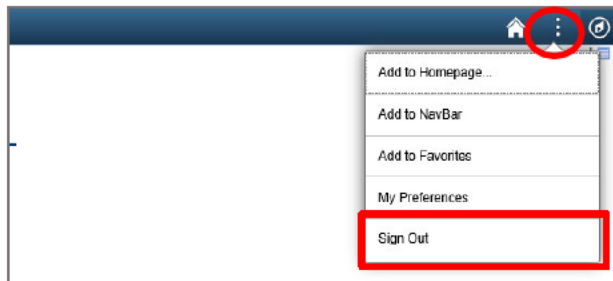 Add to Homepage...
Add to NavBar
Add to Favorites
My Preferences
Sign Out